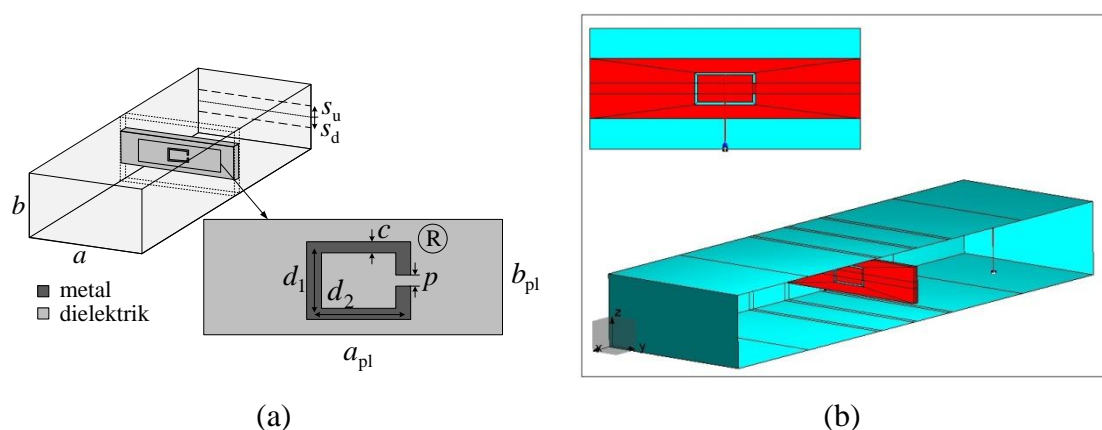 s_u
s_d
b
a
R
c
d_1
d_2
p
b_pl
metal
dielektrik
a_pl
z
x
y
(a)
(b)